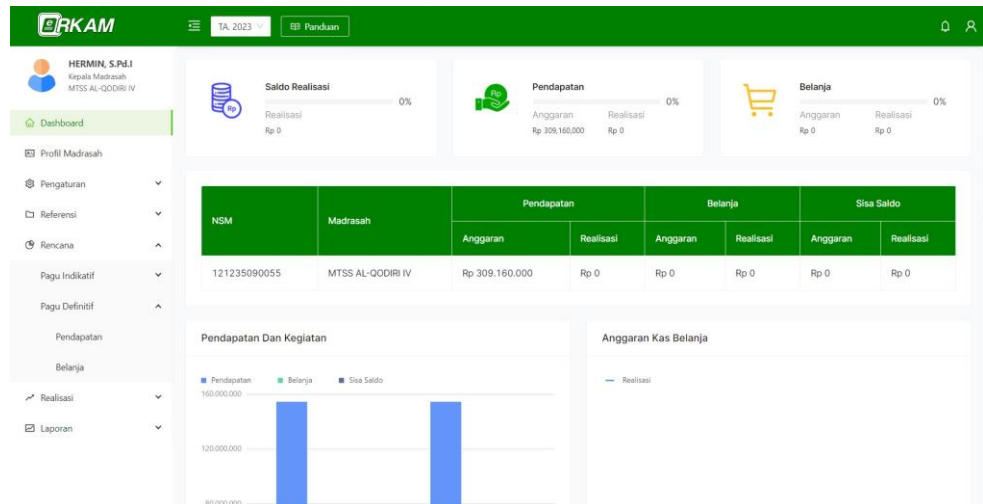 eRKAM
TA. 2023
Panduan
HERMIN, S.Pd.I
Kepala Madrasah
MTSS AL-QODIRI IV
Dashboard
Profil Madrasah
Pengaturan
Referensi
Rencana
Pagu Indikatif
Pagu Definitif
Pendapatan
Belanja
Realisasi
Laporan
Saldo Realisasi
0%
Realisasi
Rp 0
Rp
Pendapatan
0%
Anggaran Realisasi
Rp 309,160,000 Rp 0
Rp
Belanja
0%
Anggaran Realisasi
Rp 0 Rp 0
NSM Madrasah Pendapatan Belanja Sisa Saldo
Anggaran Realisasi Anggaran Realisasi Anggaran Realisasi
121235090055 MTSS AL-QODIRI IV Rp 309.160.000 Rp 0 Rp 0 Rp 0 Rp 0 Rp 0
Pendapatan Dan Kegiatan
Pendapatan Belanja Sisa Saldo
160.000.000
120.000.000
80.000.000
Anggaran Kas Belanja
Realisasi